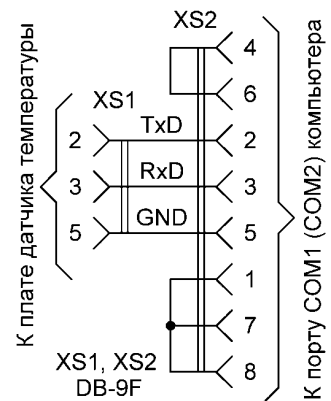 XS2
К плате датчика температуры
XS1
4
6
2 TxD 2
3 RxD 3
5 GND 5
1
7
8
XS1, XS2
DB-9F
К порту COM1 (COM2) компьютера